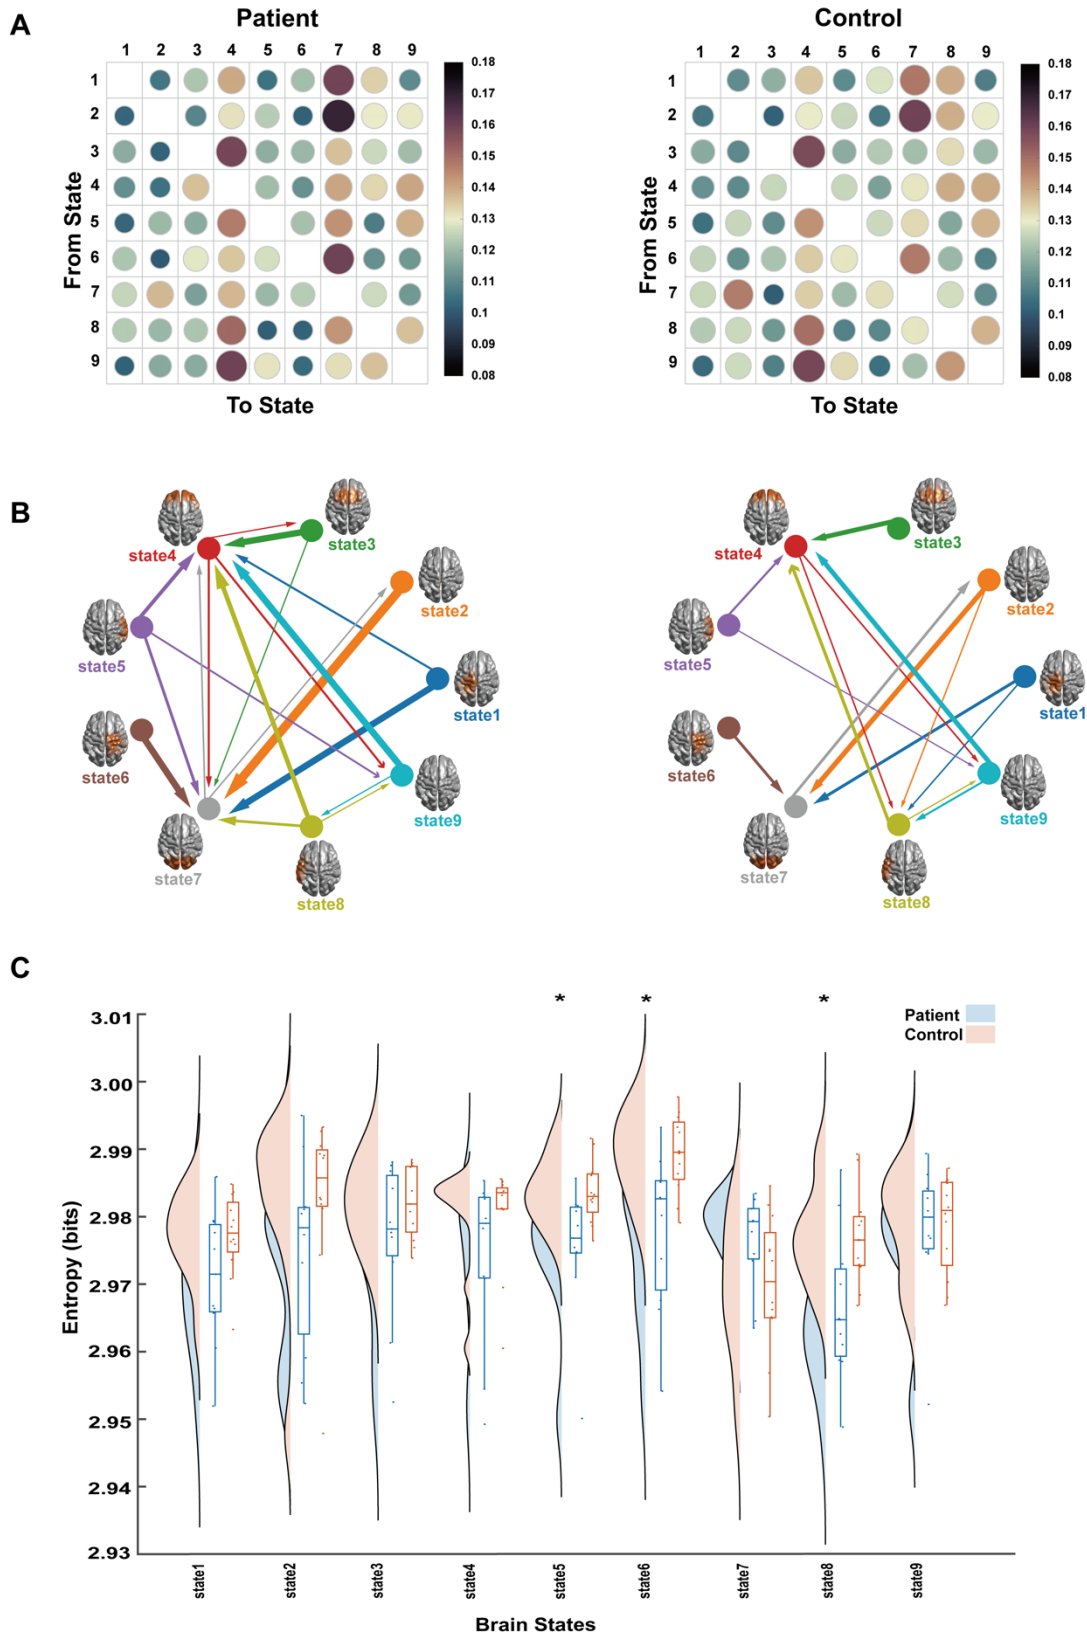 A
Patient
Control
1 2 3 4 5 6 7 8 9
1 2 3 4 5 6 7 8 9
1
2
3
4
5
6
7
8
9
From State
To State
0.18
0.17
0.16
0.15
0.14
0.13
0.12
0.11
0.1
0.09
0.08
1
2
3
4
5
6
7
8
9
From State
To State
0.18
0.17
0.16
0.15
0.14
0.13
0.12
0.11
0.1
0.09
0.08
B
state4
state3
state2
state5
state1
state6
state9
state7
state8
state4
state3
state2
state5
state1
state6
state9
state7
state8
C
* * *
Patient
Control
3.01
3.00
2.99
2.98
2.97
2.96
2.95
2.94
2.93
Entropy (bits)
state1
state2
state3
state4
state5
state6
state7
state8
state9
Brain States